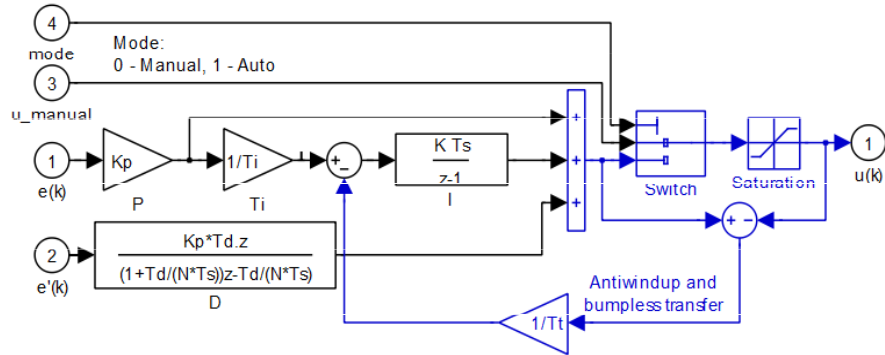 4
mode
Mode:
0 - Manual, 1 - Auto
3
u_manual
1
e(k)
Kp
P
1/Ti
Ti
+
-
K Ts
z-1
I
+
+
+
Switch
Saturation
1
u(k)
+ -
2
e'(k)
Kp*Td.z
(1+Td/(N*Ts))z-Td/(N*Ts)
D
Antiwindup and
bumpless transfer
1/Tt